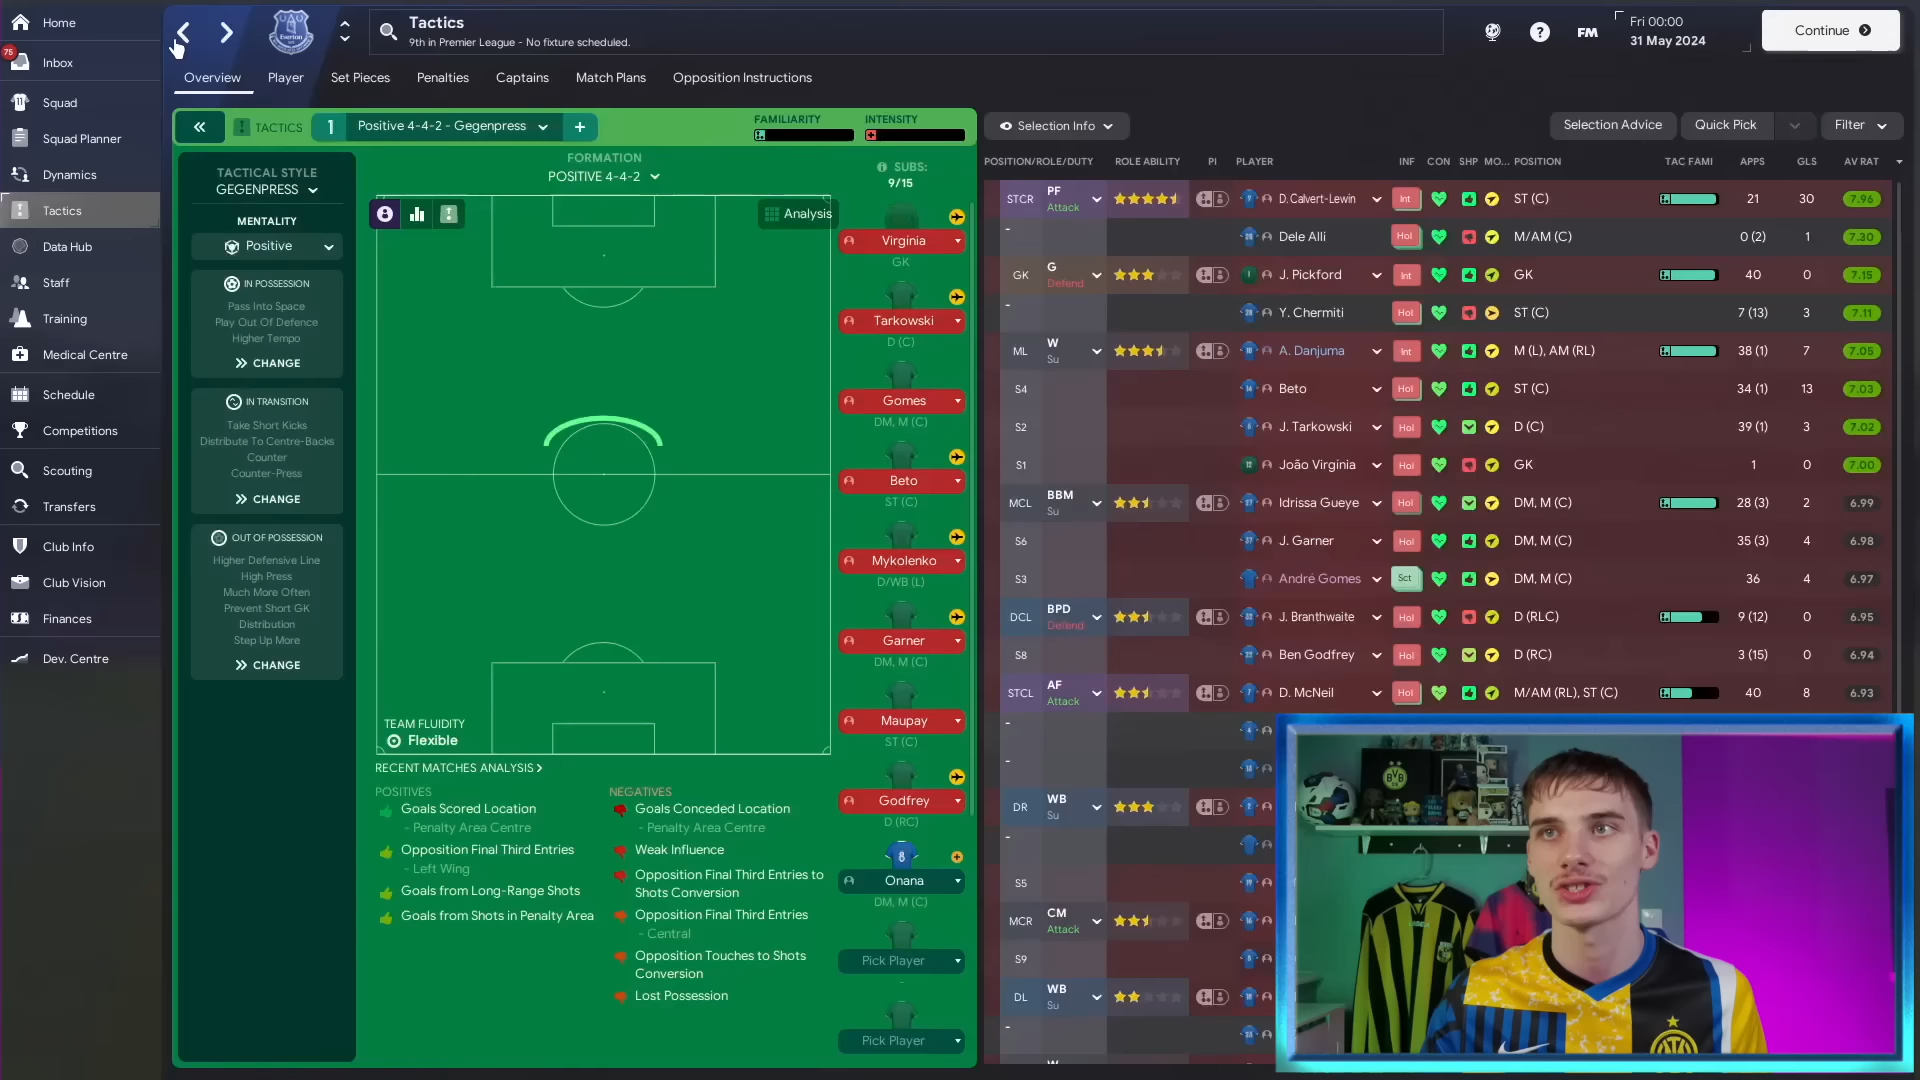 Home
75
Inbox
Squad
Squad Planner
Dynamics
Tactics
Data Hub
Staff
Training
Medical Centre
Schedule
Competitions
Scouting
Transfers
Club Info
Club Vision
Finances
Dev. Centre
Everton
Tactics
9th in Premier League - No fixture scheduled.
?
FM
Fri 00:00
31 May 2024
Continue
Overview Player Set Pieces Penalties Captains Match Plans Opposition Instructions
TACTICS 1 Positive 4-4-2 - Gegenpress +
FAMILIARITY
INTENSITY
TACTICAL STYLE
GEGENPRESS
MENTALITY
Positive
IN POSSESSION
Pass Into Space
Play Out Of Defence
Higher Tempo
CHANGE
IN TRANSITION
Take Short Kicks
Distribute To Centre-Backs
Counter
Counter-Press
CHANGE
OUT OF POSSESSION
Higher Defensive Line
High Press
Much More Often
Prevent Short GK
Distribution
Step Up More
CHANGE
FORMATION
POSITIVE 4-4-2
Analysis
TEAM FLUIDITY
Flexible
SUBS:
9/15
Virgínia
GK
Tarkowski
D (C)
Gomes
DM, M (C)
Beto
ST (C)
Mykolenko
D/WB (L)
Garner
DM, M (C)
Maupay
ST (C)
Godfrey
D (RC)
8
Onana
DM, M (C)
Pick Player
-
Pick Player
RECENT MATCHES ANALYSIS >
POSITIVES
Goals Scored Location
- Penalty Area Centre
Opposition Final Third Entries
- Left Wing
Goals from Long-Range Shots
Goals from Shots in Penalty Area
NEGATIVES
Goals Conceded Location
- Penalty Area Centre
Weak Influence
Opposition Final Third Entries to
Shots Conversion
Opposition Final Third Entries
- Central
Opposition Touches to Shots
Conversion
Lost Possession
Selection Info
Selection Advice
Quick Pick
Filter
POSITION/ROLE/DUTY ROLE ABILITY PI PLAYER INF CON SHP MO... POSITION TAC FAMI APPS GLS AV RAT
STCR PF Attack D. Calvert-Lewin Int ST (C) 21 30 7.96
- Dele Alli Hol M/AM (C) 0 (2) 1 7.30
GK G Defend J. Pickford Int GK 40 0 7.15
- Y. Chermiti Hol ST (C) 7 (13) 3 7.11
ML W Su A. Danjuma Int M (L), AM (RL) 38 (1) 7 7.05
S4 Beto Hol ST (C) 34 (1) 13 7.03
S2 J. Tarkowski Hol D (C) 39 (1) 3 7.02
S1 João Virgínia Hol GK 1 0 7.00
MCL BBM Su Idrissa Gueye Hol DM, M (C) 28 (3) 2 6.99
S6 J. Garner Hol DM, M (C) 35 (3) 4 6.98
S3 André Gomes Sct DM, M (C) 36 4 6.97
DCL BPD Defend J. Branthwaite Hol D (RLC) 9 (12) 0 6.95
S8 Ben Godfrey Hol D (RC) 3 (15) 0 6.94
STCL AF Attack D. McNeil Hol M/AM (RL), ST (C) 40 8 6.93
-
-
DR WB Su
-
S5
MCR CM Attack
S9
DL WB Su
-
W
BVB
09